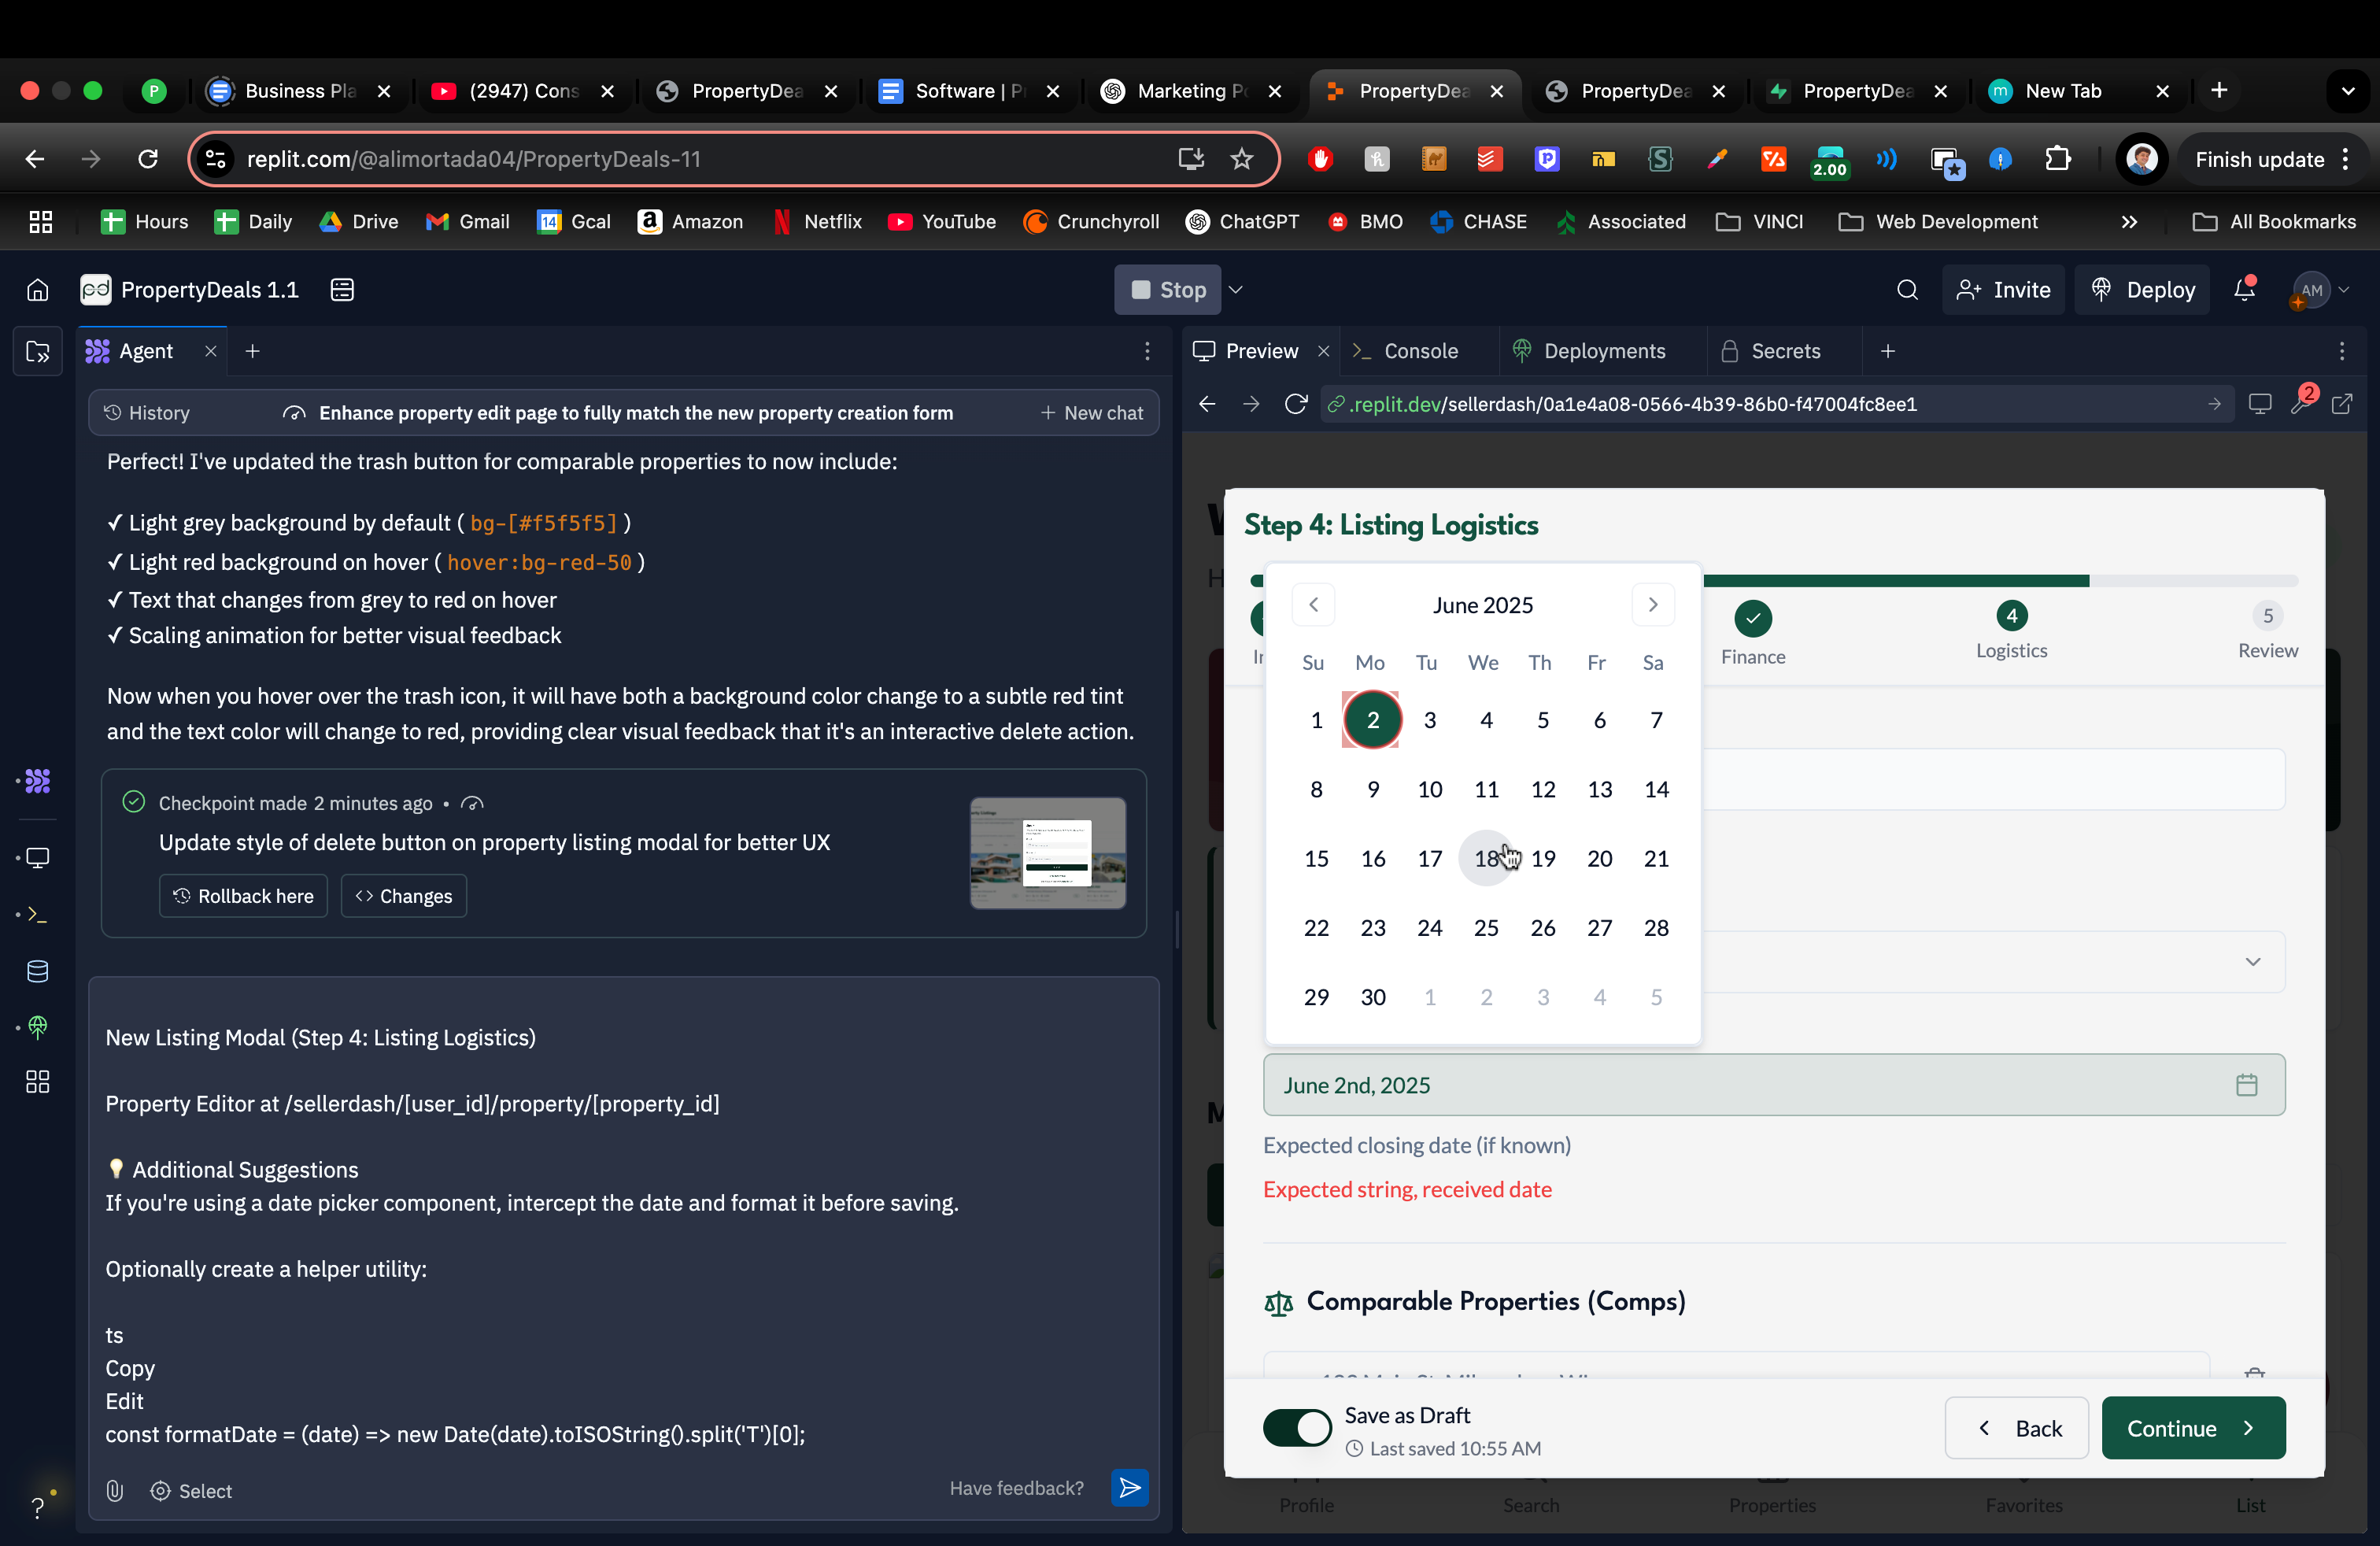 P
Business Pla
(2947) Cons
PropertyDea
Software | P
Marketing Po
PropertyDea
PropertyDea
PropertyDea
m
New Tab
replit.com/@alimortada04/PropertyDeals-11
2.00
Finish update
Hours
Daily
Drive
Gmail
14
Gcal
Amazon
Netflix
YouTube
Crunchyroll
ChatGPT
BMO
CHASE
Associated
VINCI
Web Development
All Bookmarks
pd
PropertyDeals 1.1
Stop
Invite
Deploy
AM
Agent
Preview
Console
Deployments
Secrets
History
Enhance property edit page to fully match the new property creation form
New chat
.replit.dev/sellerdash/0a1e4a08-0566-4b39-86b0-f47004fc8ee1
2
Perfect! I've updated the trash button for comparable properties to now include:
✓ Light grey background by default ( bg-[#f5f5f5] )
✓ Light red background on hover ( hover:bg-red-50 )
✓ Text that changes from grey to red on hover
✓ Scaling animation for better visual feedback
Now when you hover over the trash icon, it will have both a background color change to a subtle red tint
and the text color will change to red, providing clear visual feedback that it's an interactive delete action.
Checkpoint made 2 minutes ago •
Update style of delete button on property listing modal for better UX
Rollback here
<> Changes
New Listing Modal (Step 4: Listing Logistics)
Property Editor at /sellerdash/[user_id]/property/[property_id]
💡 Additional Suggestions
If you're using a date picker component, intercept the date and format it before saving.
Optionally create a helper utility:
ts
Copy
Edit
const formatDate = (date) => new Date(date).toISOString().split('T')[0];
Select
Have feedback?
?
Step 4: Listing Logistics
Finance
4
Logistics
5
Review
June 2025
Su Mo Tu We Th Fr Sa
1 2 3 4 5 6 7
8 9 10 11 12 13 14
15 16 17 18 19 20 21
22 23 24 25 26 27 28
29 30 1 2 3 4 5
June 2nd, 2025
Expected closing date (if known)
Expected string, received date
Comparable Properties (Comps)
Save as Draft
Last saved 10:55 AM
Back
Continue
Profile
Search
Properties
Favorites
List